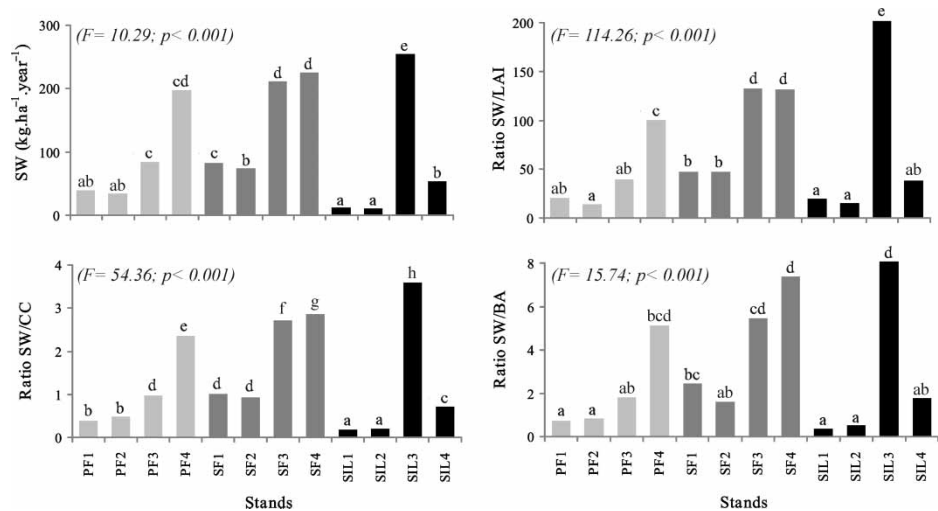 SW (kg.ha⁻¹.year⁻¹)
300
200
100
0
(F= 10.29; p< 0.001)
ab
ab
c
cd
c
b
d
d
a
a
e
b
Ratio SW/LAI
200
150
100
50
0
(F= 114.26; p< 0.001)
ab
a
ab
c
b
b
d
d
a
a
e
ab
Ratio SW/CC
4
3
2
1
0
(F= 54.36; p< 0.001)
b
b
d
e
d
d
f
g
a
a
h
c
PF1
PF2
PF3
PF4
SF1
SF2
SF3
SF4
SIL1
SIL2
SIL3
SIL4
Stands
Ratio SW/BA
8
6
4
2
0
(F= 15.74; p< 0.001)
a
a
ab
bcd
bc
ab
cd
d
a
a
d
ab
PF1
PF2
PF3
PF4
SF1
SF2
SF3
SF4
SIL1
SIL2
SIL3
SIL4
Stands